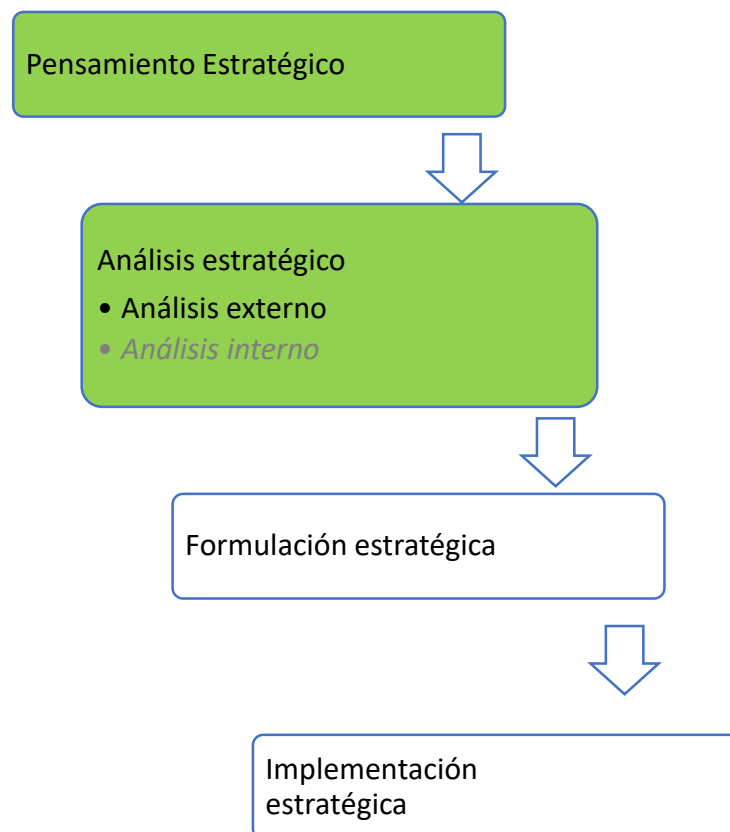 Pensamiento Estratégico
Análisis estratégico
• Análisis externo
• Análisis interno
Formulación estratégica
Implementación
estratégica